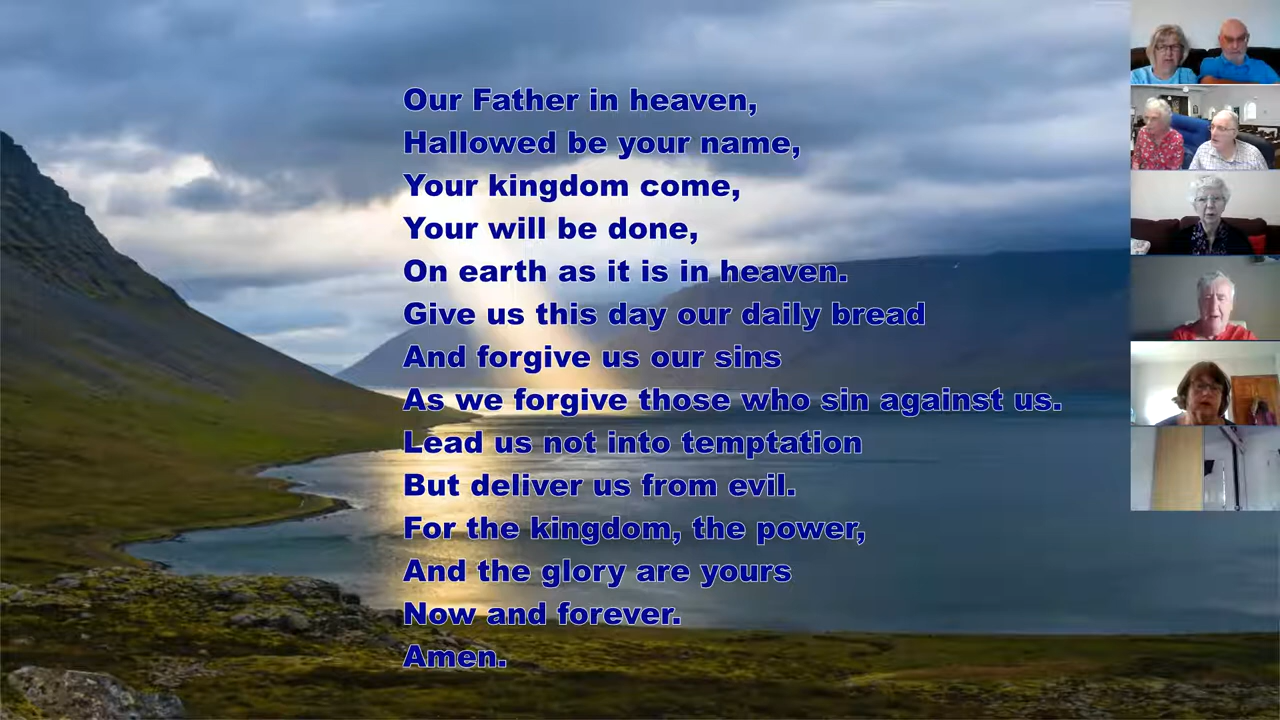 Our Father in heaven,
Hallowed be your name,
Your kingdom come,
Your will be done,
On earth as it is in heaven.
Give us this day our daily bread
And forgive us our sins
As we forgive those who sin against us.
Lead us not into temptation
But deliver us from evil.
For the kingdom, the power,
And the glory are yours
Now and forever.
Amen.